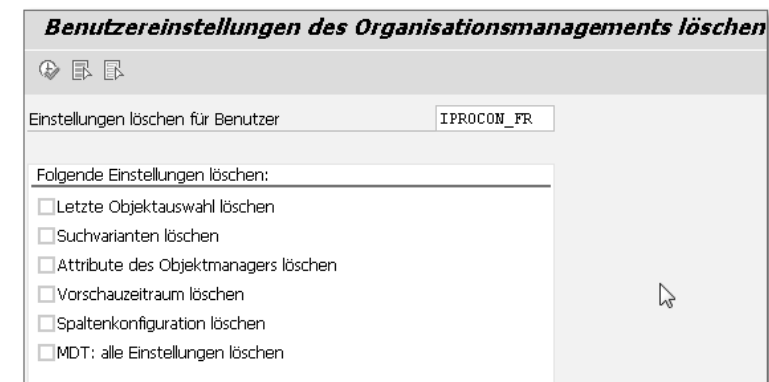 Benutzereinstellungen des Organisationsmanagements löschen
Einstellungen löschen für Benutzer IPROCON_FR
Folgende Einstellungen löschen:
Letzte Objektauswahl löschen
Suchvarianten löschen
Attribute des Objektmanagers löschen
Vorschauzeitraum löschen
Spaltenkonfiguration löschen
MDT: alle Einstellungen löschen